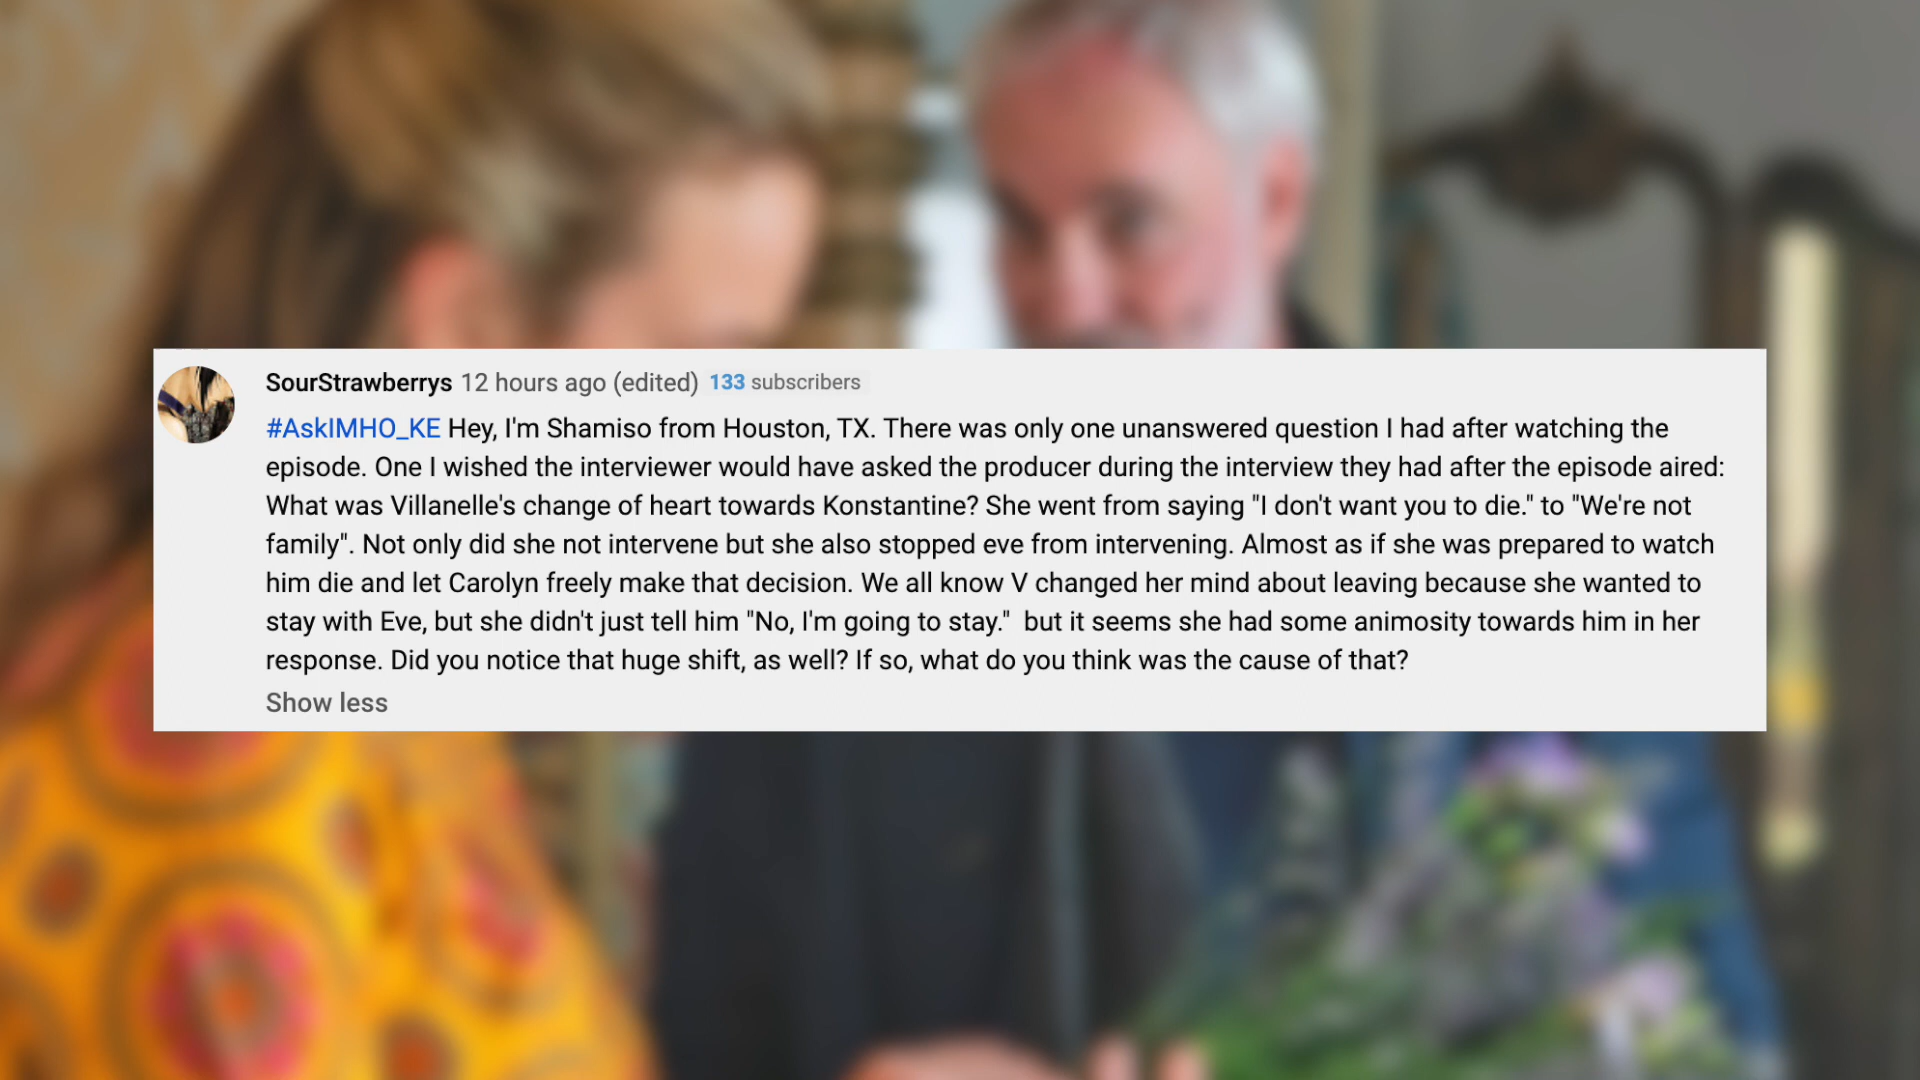 SourStrawberrys 12 hours ago (edited) 133 subscribers
#AskIMHO_KE Hey, I'm Shamiso from Houston, TX. There was only one unanswered question I had after watching the
episode. One I wished the interviewer would have asked the producer during the interview they had after the episode aired:
What was Villanelle's change of heart towards Konstantine? She went from saying "I don't want you to die." to "We're not
family". Not only did she not intervene but she also stopped eve from intervening. Almost as if she was prepared to watch
him die and let Carolyn freely make that decision. We all know V changed her mind about leaving because she wanted to
stay with Eve, but she didn't just tell him "No, I'm going to stay."  but it seems she had some animosity towards him in her
response. Did you notice that huge shift, as well? If so, what do you think was the cause of that?
Show less